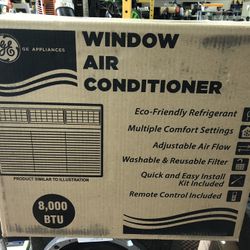 GE APPLIANCES
WINDOW
AIR
CONDITIONER
Eco-Friendly Refrigerant
Multiple Comfort Settings
Adjustable Air Flow
Washable & Reusable Filter
Quick and Easy Install
Kit Included
Remote Control Included
PRODUCT SIMILAR TO ILLUSTRATION
8,000
BTU